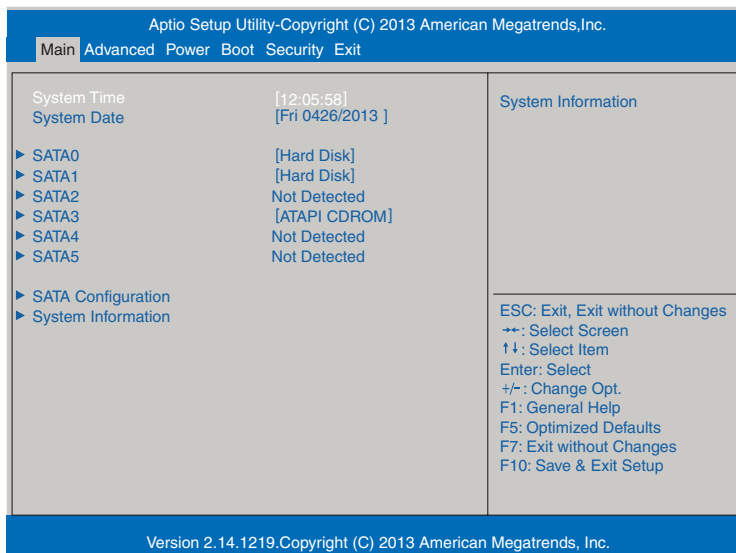 Aptio Setup Utility-Copyright (C) 2013 American Megatrends,Inc.
Main Advanced Power Boot Security Exit
System Time [12:05:58]
System Date [Fri 0426/2013 ]
SATA0 [Hard Disk]
SATA1 [Hard Disk]
SATA2 Not Detected
SATA3 [ATAPI CDROM]
SATA4 Not Detected
SATA5 Not Detected
SATA Configuration
System Information
System Information
ESC: Exit, Exit without Changes
→←: Select Screen
↑↓: Select Item
Enter: Select
+/-: Change Opt.
F1: General Help
F5: Optimized Defaults
F7: Exit without Changes
F10: Save & Exit Setup
Version 2.14.1219.Copyright (C) 2013 American Megatrends, Inc.